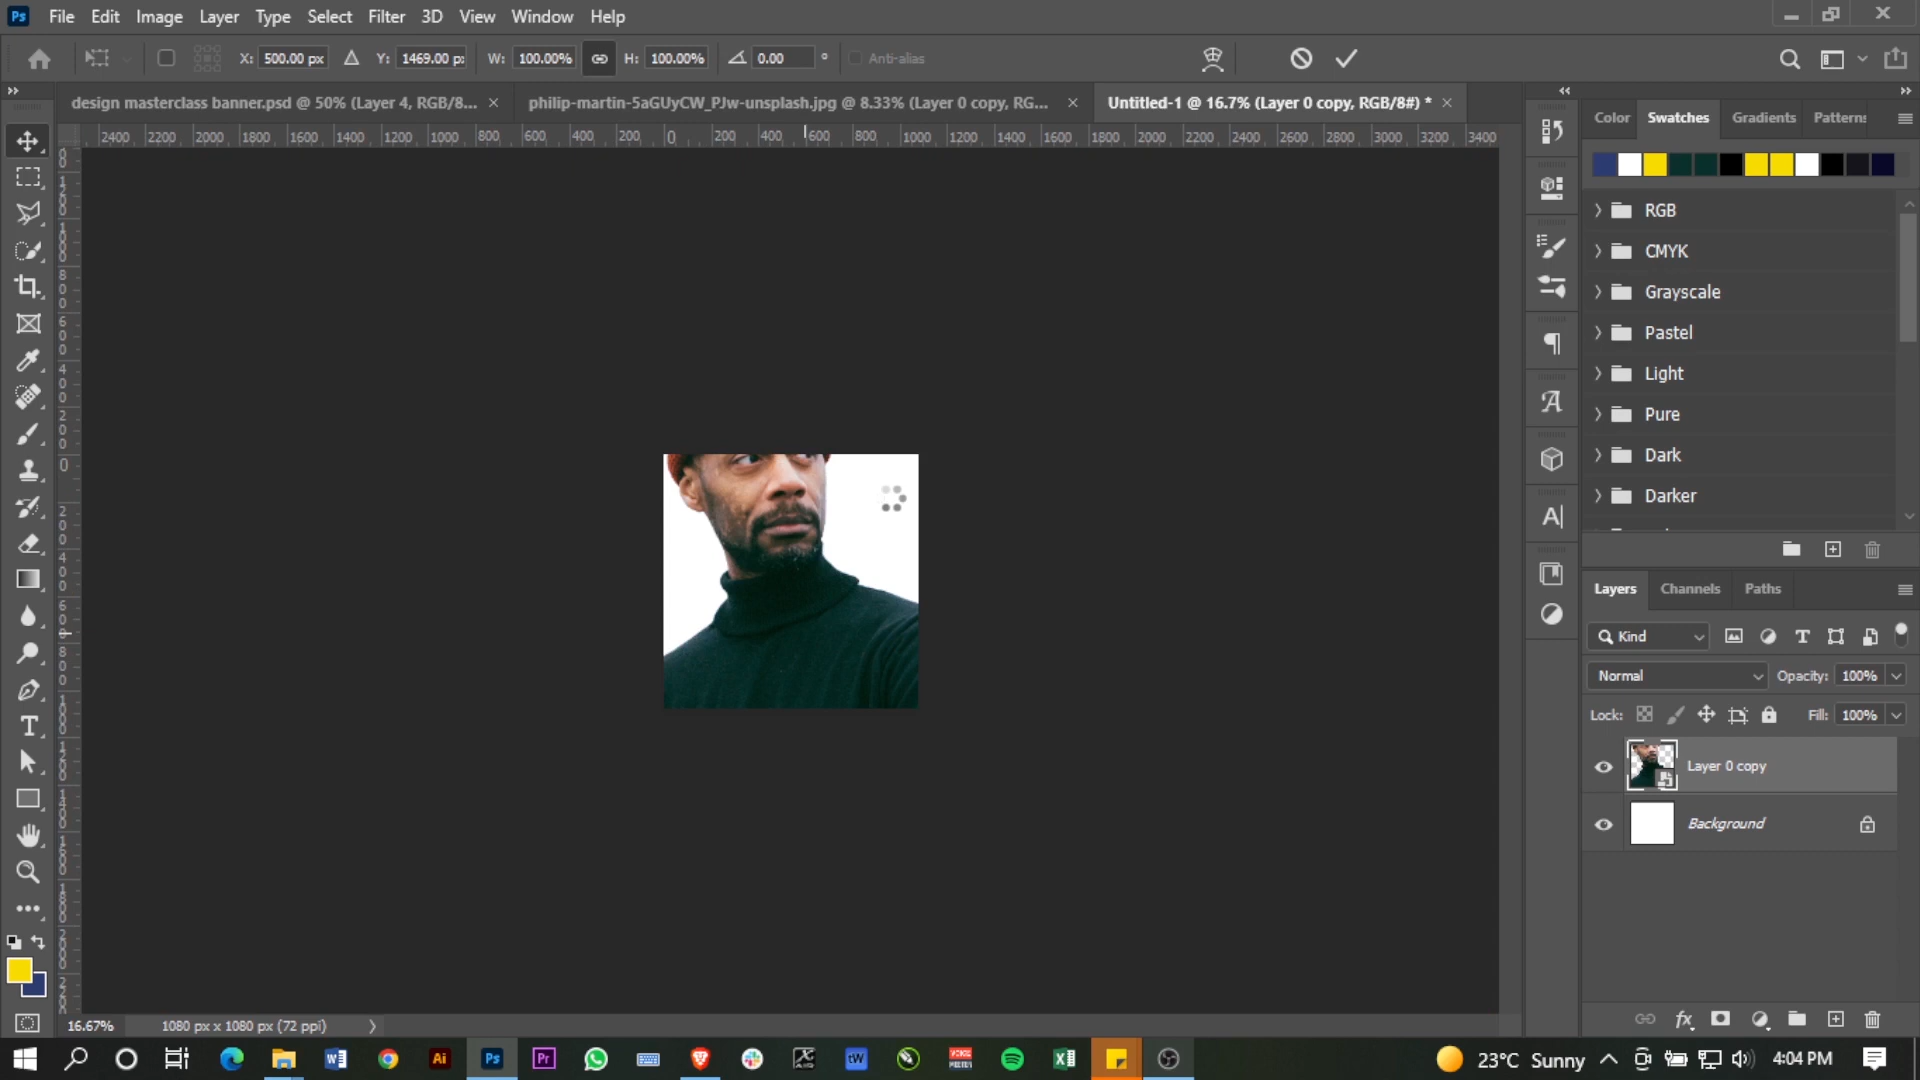 Ps File Edit Image Layer Type Select Filter 3D View Window Help
X: 500.00 px Y: 1469.00 p: W: 100.00% H: 100.00% 0.00 ° Anti-alias
design masterclass banner.psd @ 50% (Layer 4, RGB/8... × philip-martin-5aGUyCW_PJw-unsplash.jpg @ 8.33% (Layer 0 copy, RG... × Untitled-1 @ 16.7% (Layer 0 copy, RGB/8#) * ×
2400 2200 2000 1800 1600 1400 1200 1000 800 600 400 200 0 200 400 600 800 1000 1200 1400 1600 1800 2000 2200 2400 2600 2800 3000 3200 3400
Color Swatches Gradients Patterns
RGB
CMYK
Grayscale
Pastel
Light
Pure
Dark
Darker
Layers Channels Paths
Kind
Normal Opacity: 100%
Lock: Fill: 100%
Layer 0 copy
Background
16.67% 1080 px x 1080 px (72 ppi)
Ai Ps Pr tW
23°C Sunny 4:04 PM